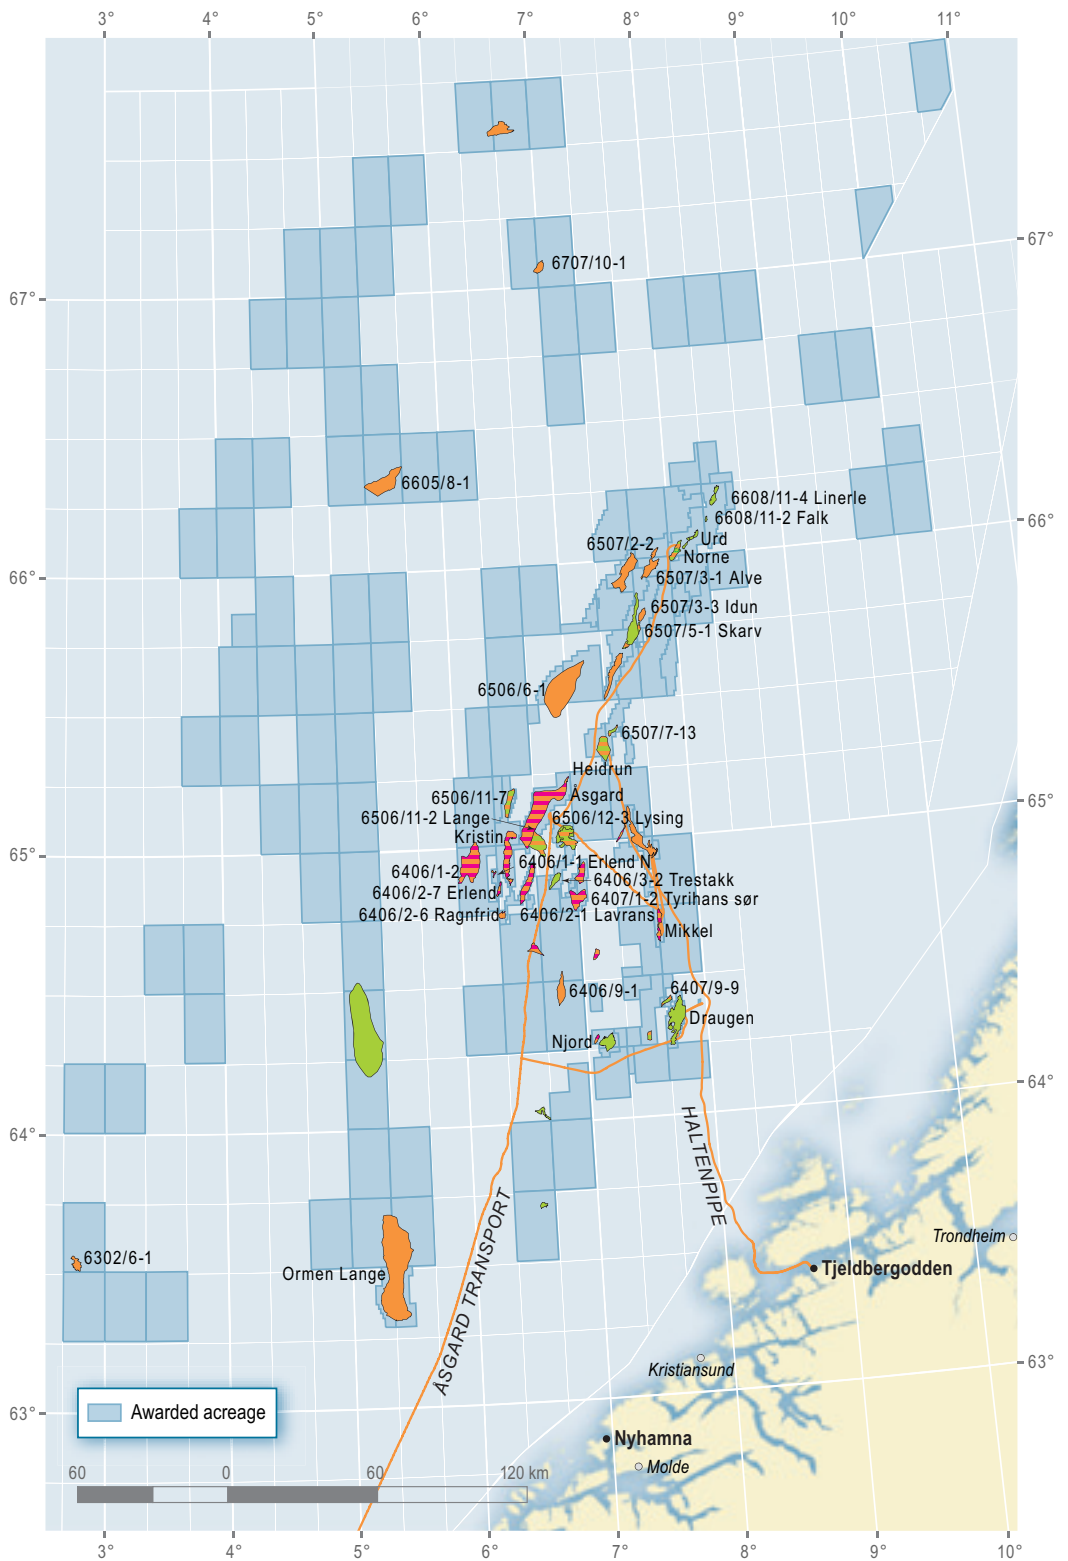 3° 4° 5° 6° 7° 8° 9° 10° 11°
67°
6707/10-1
67°
6605/8-1
6608/11-4 Linerle
6608/11-2 Falk
66°
Urd
6507/2-2
Norne
66°
6507/3-1 Alve
6507/3-3 Idun
6507/5-1 Skarv
6506/6-1
6507/7-13
Heidrun
Åsgard
6506/11-7
65°
6506/11-2 Lange
6506/12-3 Lysing
Kristin
65°
6406/1-1 Erlend N
6406/1-2
6406/3-2 Trestakk
6406/2-7 Erlend
6407/1-2 Tyrihans sør
6406/2-6 Ragnfrid
6406/2-1 Lavrans
Mikkel
6406/9-1
6407/9-9
Draugen
Njord
64°
HALTENPIPE
64°
ÅSGARD TRANSPORT
Trondheim
6302/6-1
Tjeldbergodden
Ormen Lange
63°
Kristiansund
63°
Awarded acreage
Nyhamna
Molde
60 0 60 120 km
3° 4° 5° 6° 7° 8° 9° 10°